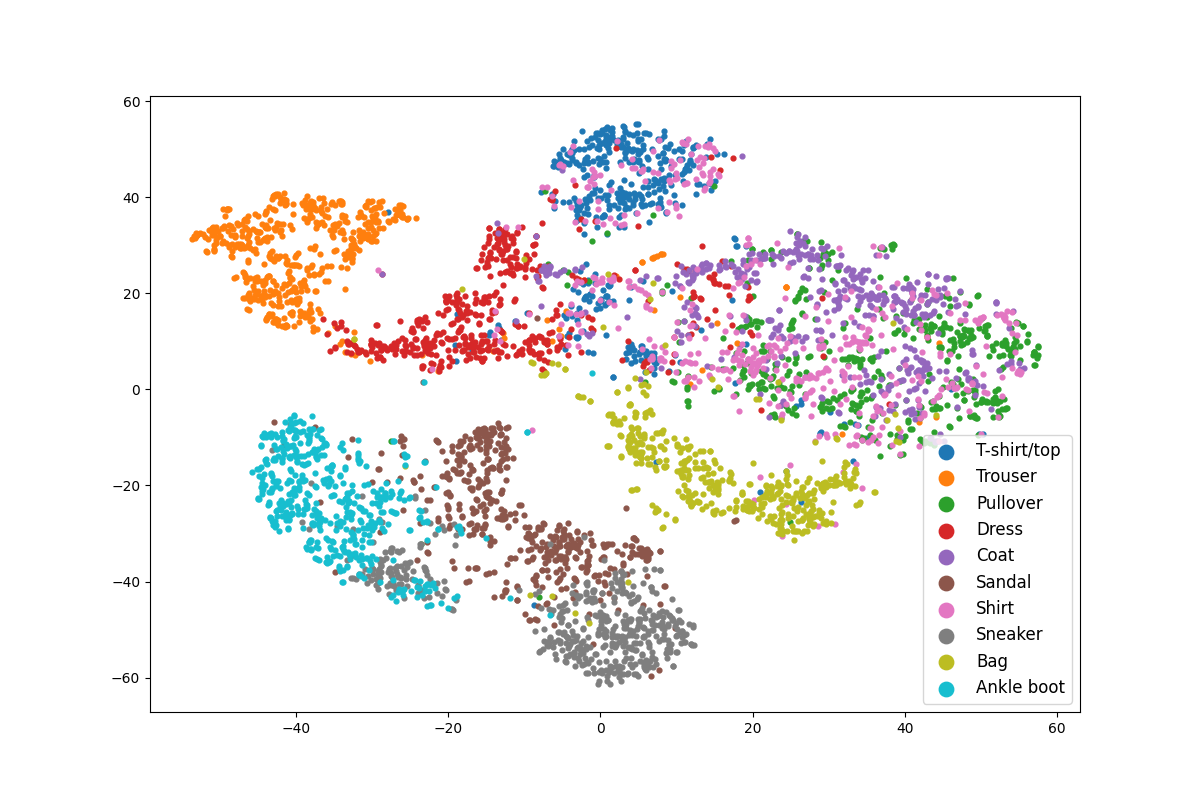 60
40
20
0
−20
−40
−60
−40
−20
0
20
40
60
T-shirt/top
Trouser
Pullover
Dress
Coat
Sandal
Shirt
Sneaker
Bag
Ankle boot